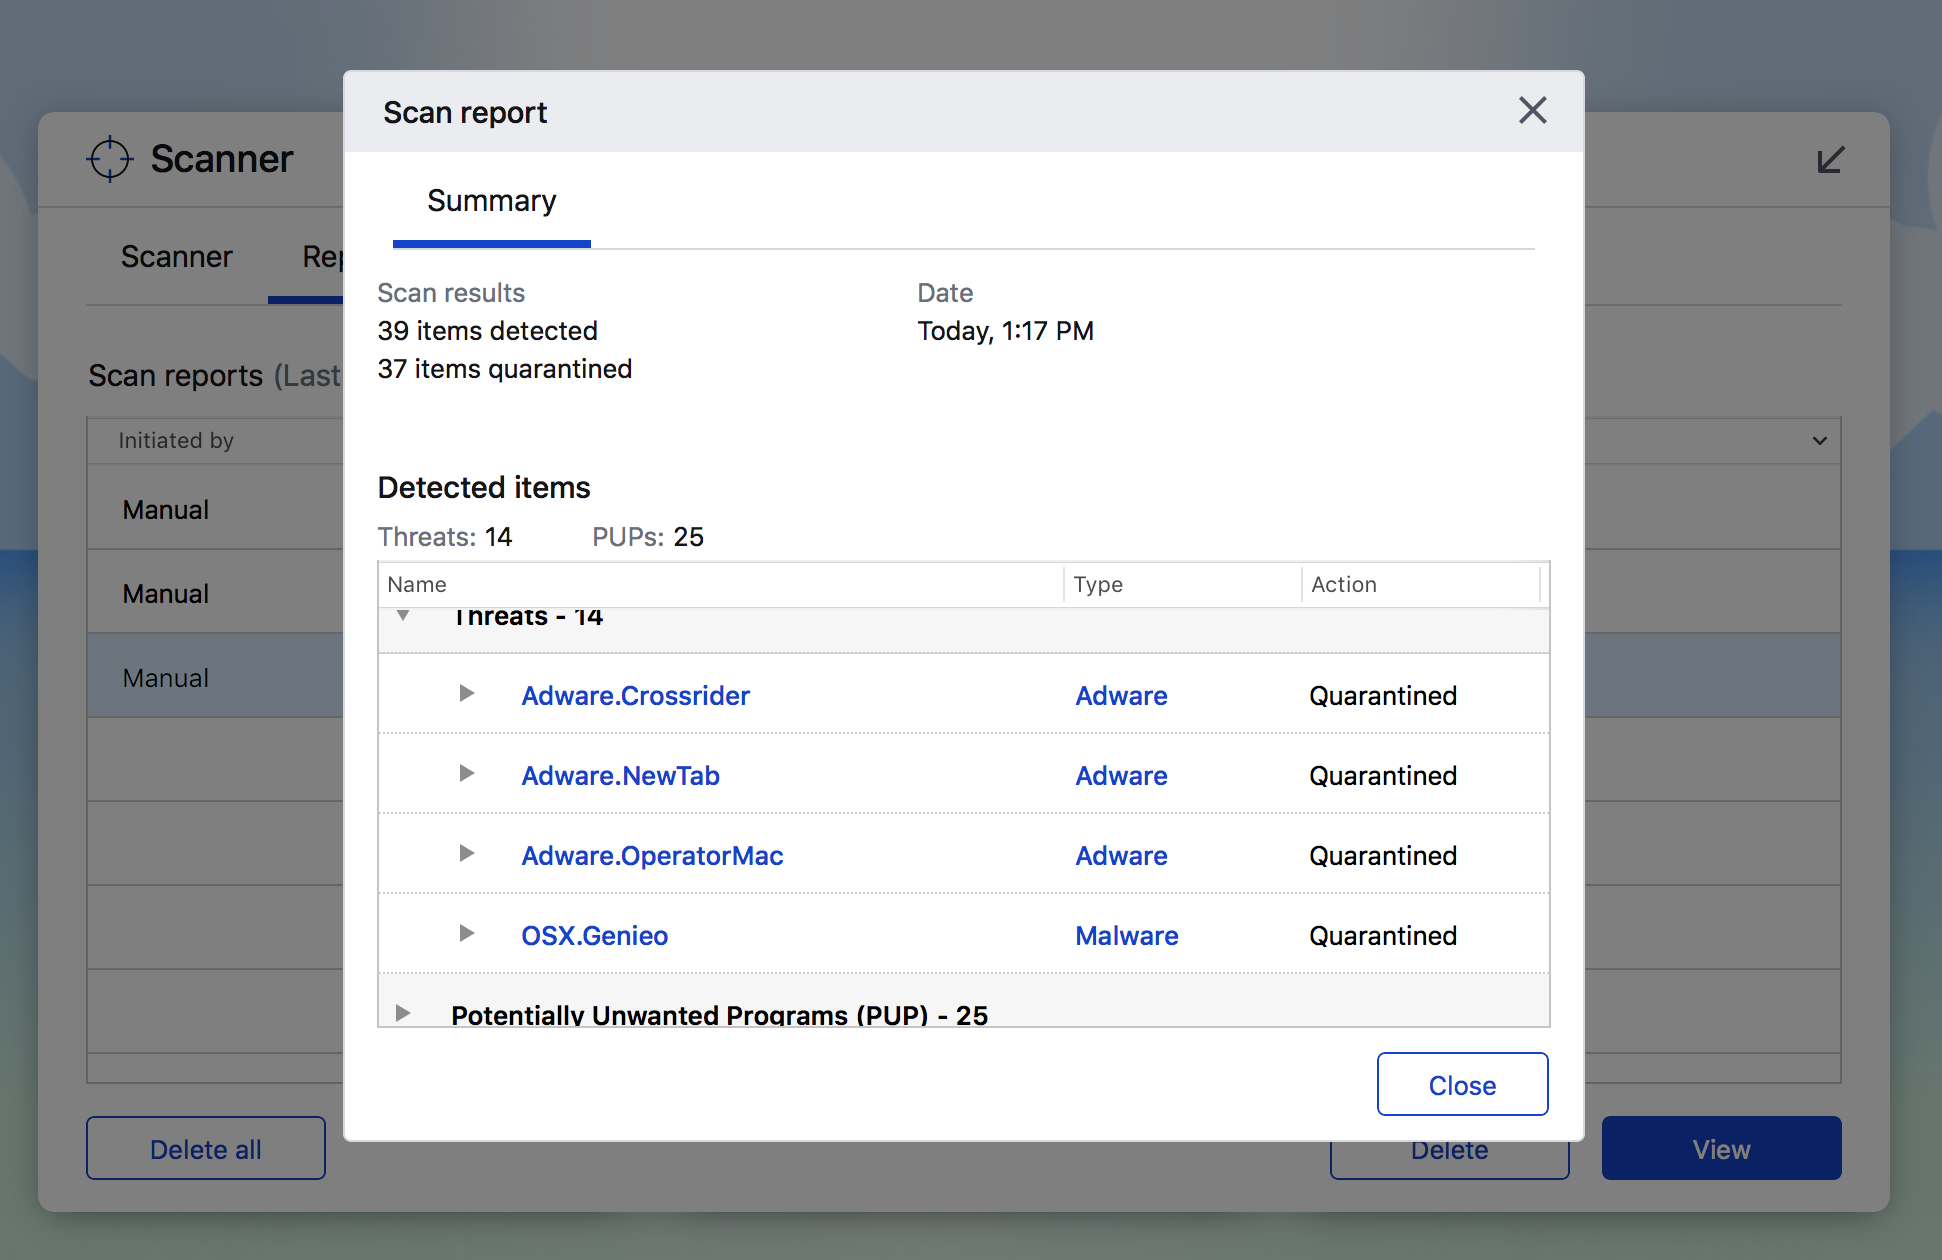 Scan report
Scanner
Summary
Scanner Rep
Scan results Date
39 items detected Today, 1:17 PM
37 items quarantined
Scan reports (Last
Initiated by
Manual
Manual
Manual
Detected items
Threats: 14 PUPs: 25
Name Type Action
Threats - 14
Adware.Crossrider Adware Quarantined
Adware.NewTab Adware Quarantined
Adware.OperatorMac Adware Quarantined
OSX.Genieo Malware Quarantined
Potentially Unwanted Programs (PUP) - 25
Close
Delete all Delete View